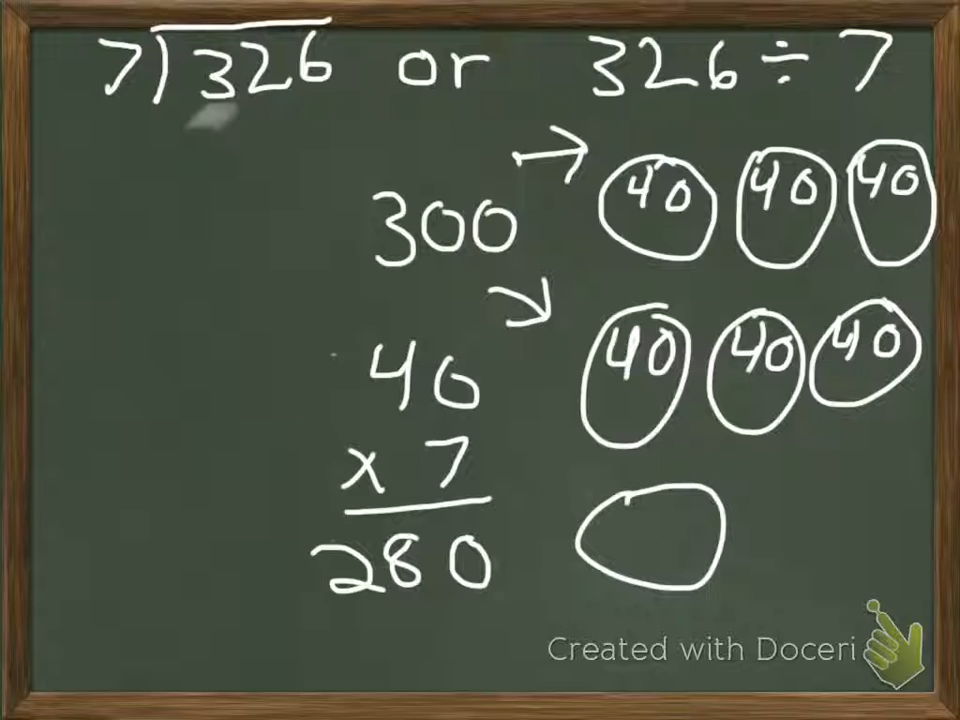 7)326 or 326 ÷ 7
300
40 40 40
40 40 40
40
x 7
280
Created with Doceri